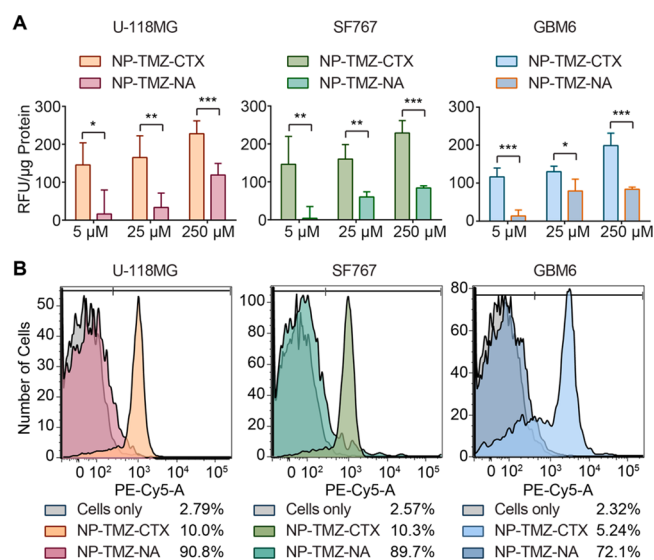 A
U-118MG SF767 GBM6
NP-TMZ-CTX NP-TMZ-CTX NP-TMZ-CTX
NP-TMZ-NA NP-TMZ-NA NP-TMZ-NA
RFU/μg Protein
300 300 300
200 200 200
100 100 100
0 0 0
* ** *** ** ** *** *** * ***
5 μM 25 μM 250 μM 5 μM 25 μM 250 μM 5 μM 25 μM 250 μM
B
U-118MG SF767 GBM6
Number of Cells
50 100 80
40 80 60
30 60 40
20 40 20
10 20 0
0 0
0 10² 10³ 10⁴ 10⁵ 0 10² 10³ 10⁴ 10⁵ 0 10² 10³ 10⁴ 10⁵
PE-Cy5-A PE-Cy5-A PE-Cy5-A
Cells only 2.79% Cells only 2.57% Cells only 2.32%
NP-TMZ-CTX 10.0% NP-TMZ-CTX 10.3% NP-TMZ-CTX 5.24%
NP-TMZ-NA 90.8% NP-TMZ-NA 89.7% NP-TMZ-NA 72.1%